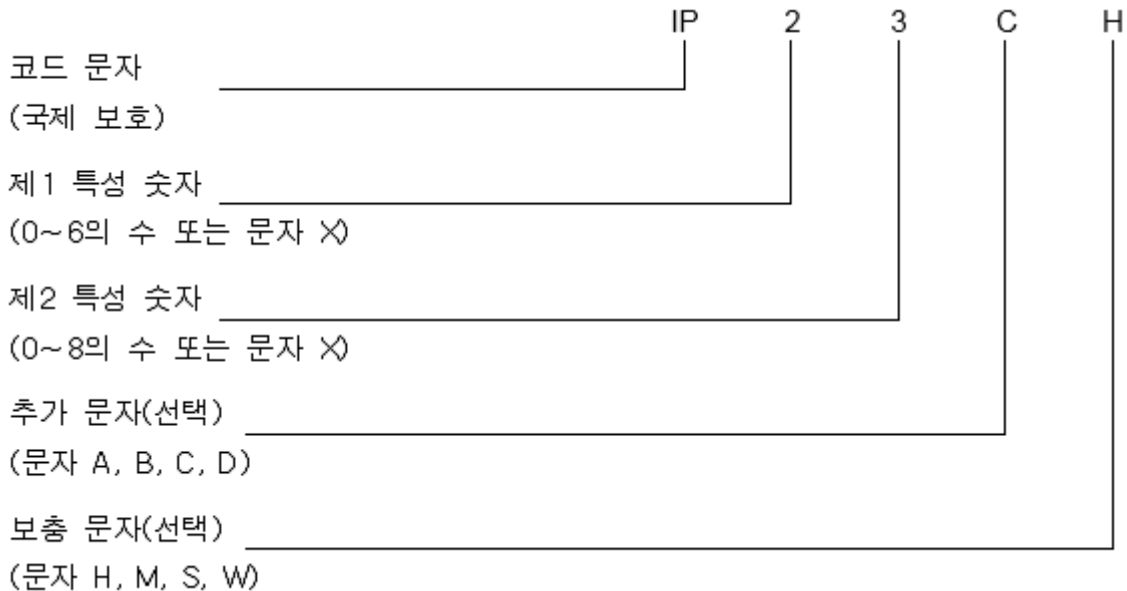 IP 2 3 C H
코드 문자
(국제 보호)
제1 특성 숫자
(0~6의 수 또는 문자 X)
제2 특성 숫자
(0~8의 수 또는 문자 X)
추가 문자(선택)
(문자 A, B, C, D)
보충 문자(선택)
(문자 H, M, S, W)